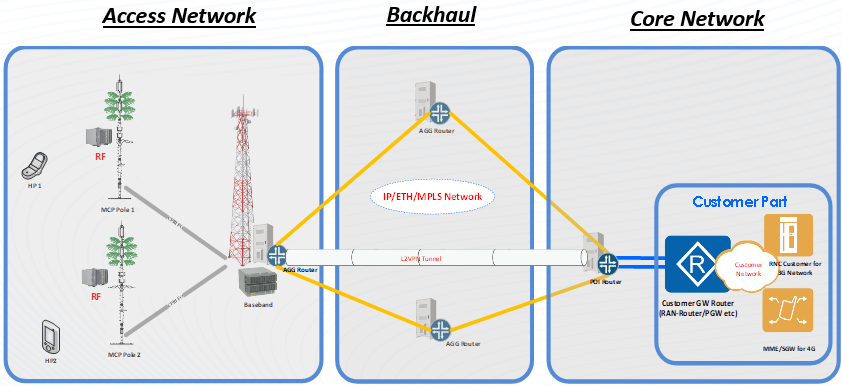 Access Network
Backhaul
Core Network
AGG Router
RF
HP 1
MCP Pole 1
IP/ETH/MPLS Network
Customer Part
L2VPN Tunnel
AGG Router
Customer
Network
RNC Customer for
3G Network
RF
POI Router
Baseband
Customer GW Router
(RAN-Router/PGW etc)
AGG Router
HP2
MCP Pole 2
MME/SGW for 4G
R